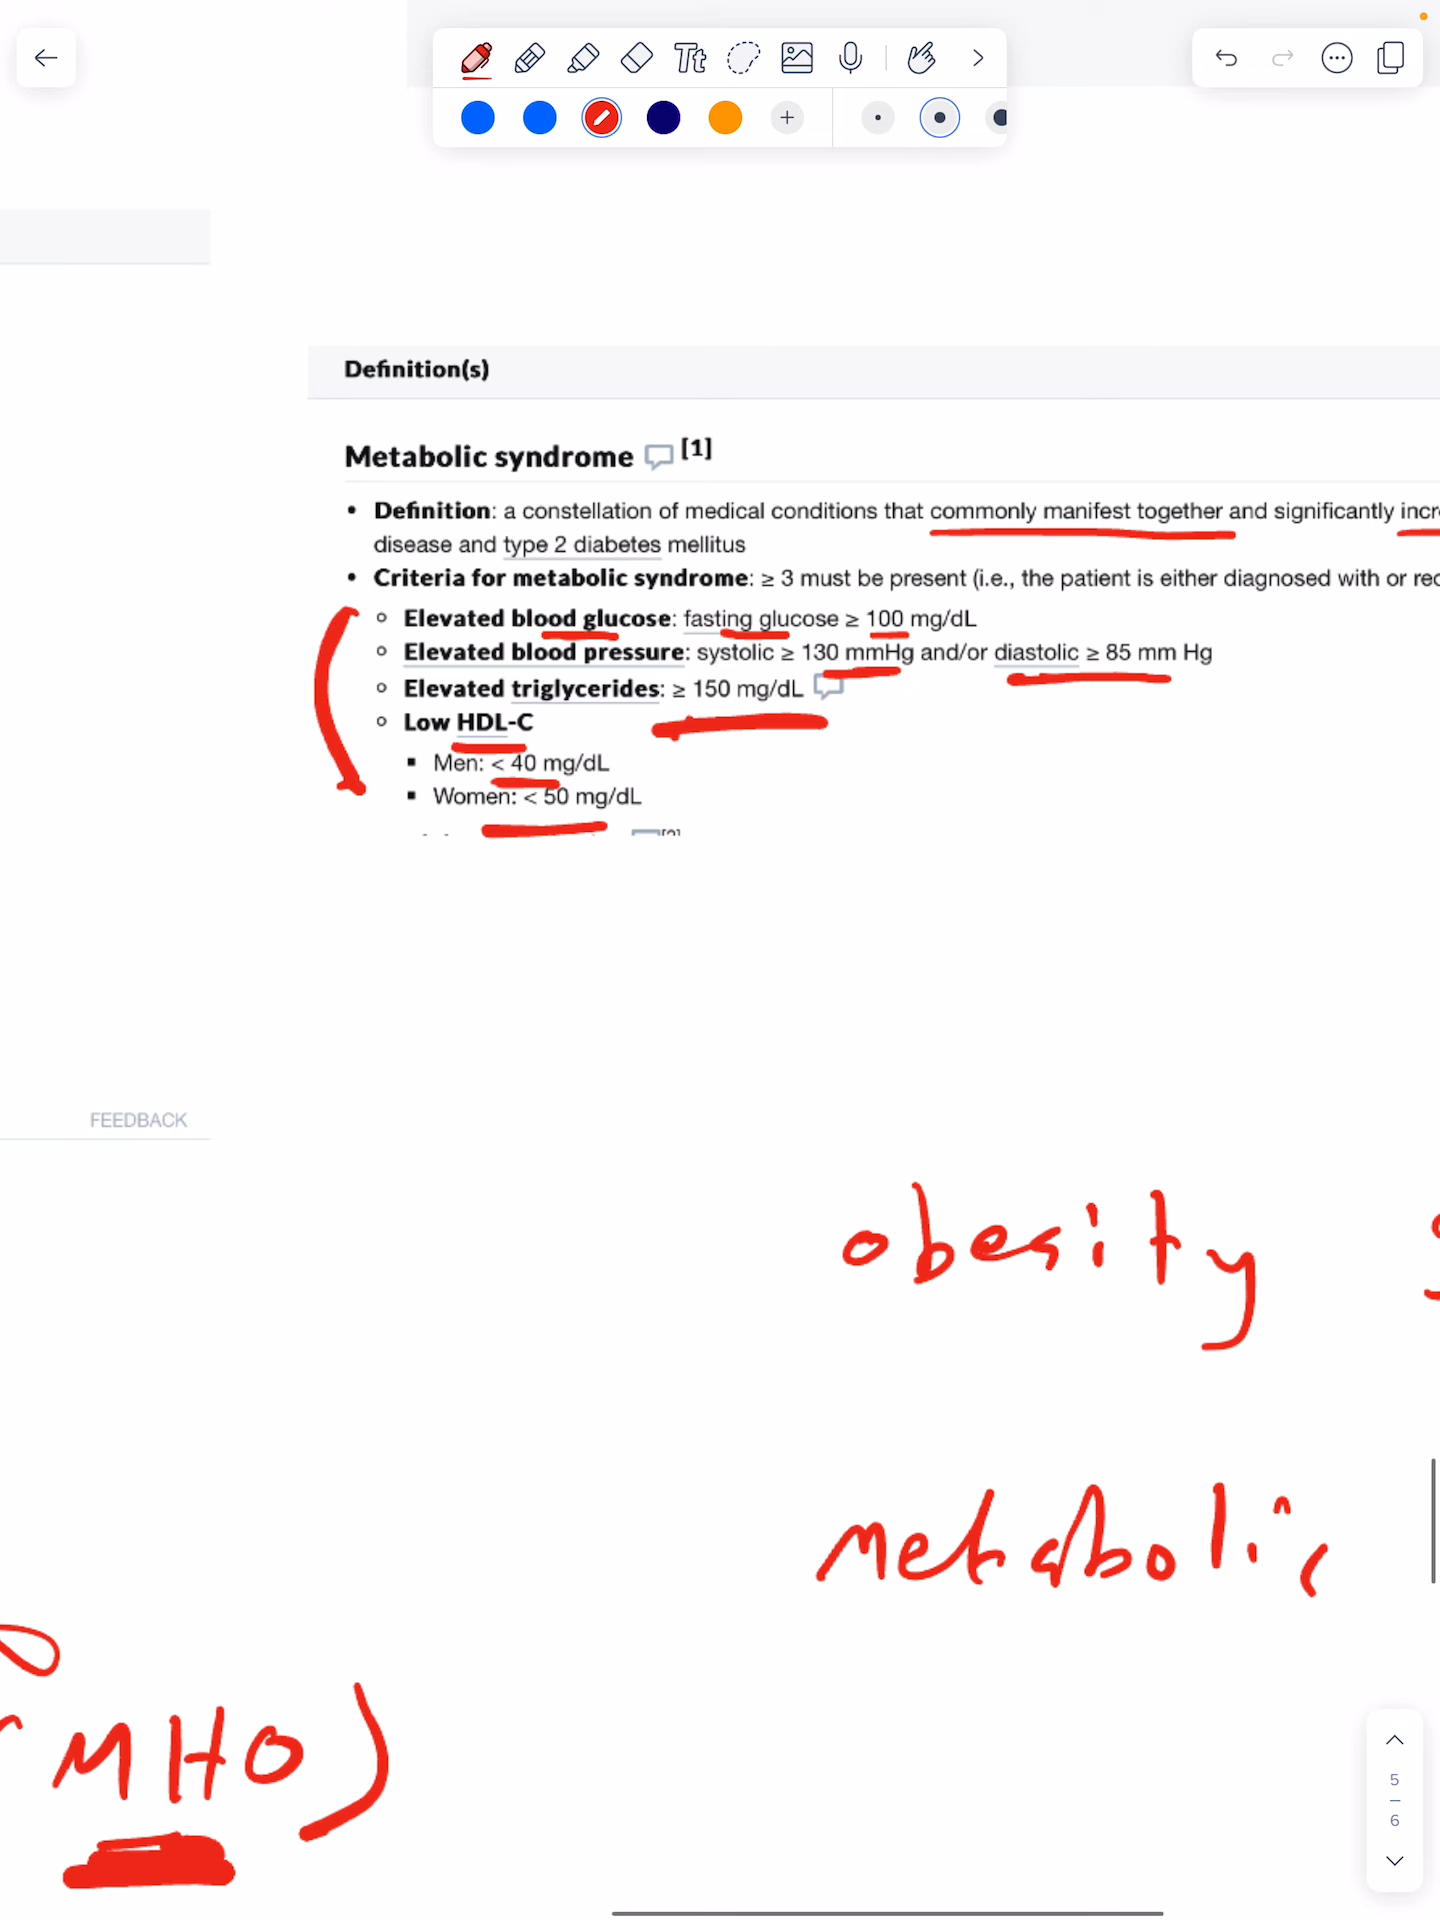 Tt
Definition(s)
Metabolic syndrome [1]
• Definition: a constellation of medical conditions that commonly manifest together and significantly incr
disease and type 2 diabetes mellitus
• Criteria for metabolic syndrome: ≥ 3 must be present (i.e., the patient is either diagnosed with or rec
Elevated blood glucose: fasting glucose ≥ 100 mg/dL
Elevated blood pressure: systolic ≥ 130 mmHg and/or diastolic ≥ 85 mm Hg
Elevated triglycerides: ≥ 150 mg/dL
Low HDL-C
Men: < 40 mg/dL
Women: < 50 mg/dL
FEEDBACK
obesity
metabolic
MHO)
5
6